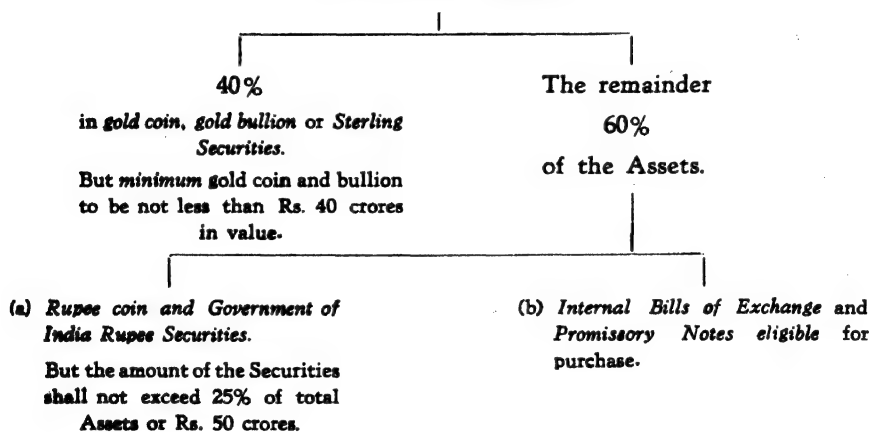 40%
in gold coin, gold bullion or Sterling
Securities.
But minimum gold coin and bullion
to be not less than Rs. 40 crores
in value.
The remainder
60%
of the Assets.
(a) Rupee coin and Government of
India Rupee Securities.
But the amount of the Securities
shall not exceed 25% of total
Assets or Rs. 50 crores.
(b) Internal Bills of Exchange and
Promissory Notes eligible for
purchase.